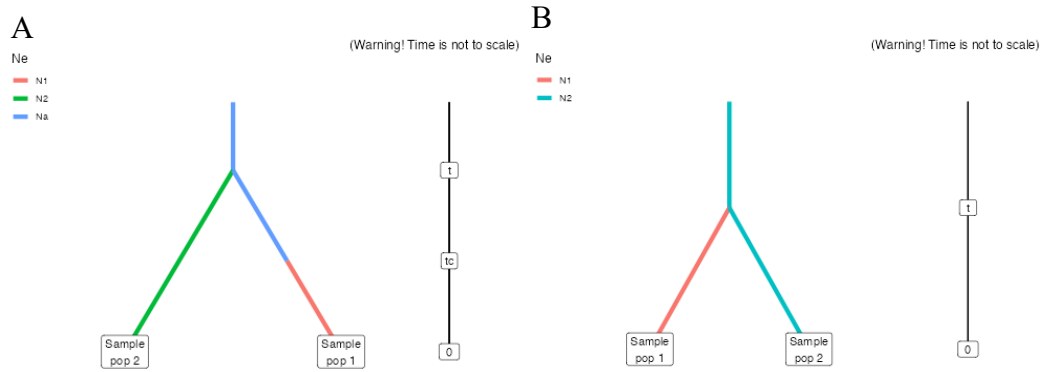 A
(Warning! Time is not to scale)
Ne
N1
N2
Na
t
tc
Sample
pop 2
Sample
pop 1
0
B
(Warning! Time is not to scale)
Ne
N1
N2
t
Sample
pop 1
Sample
pop 2
0